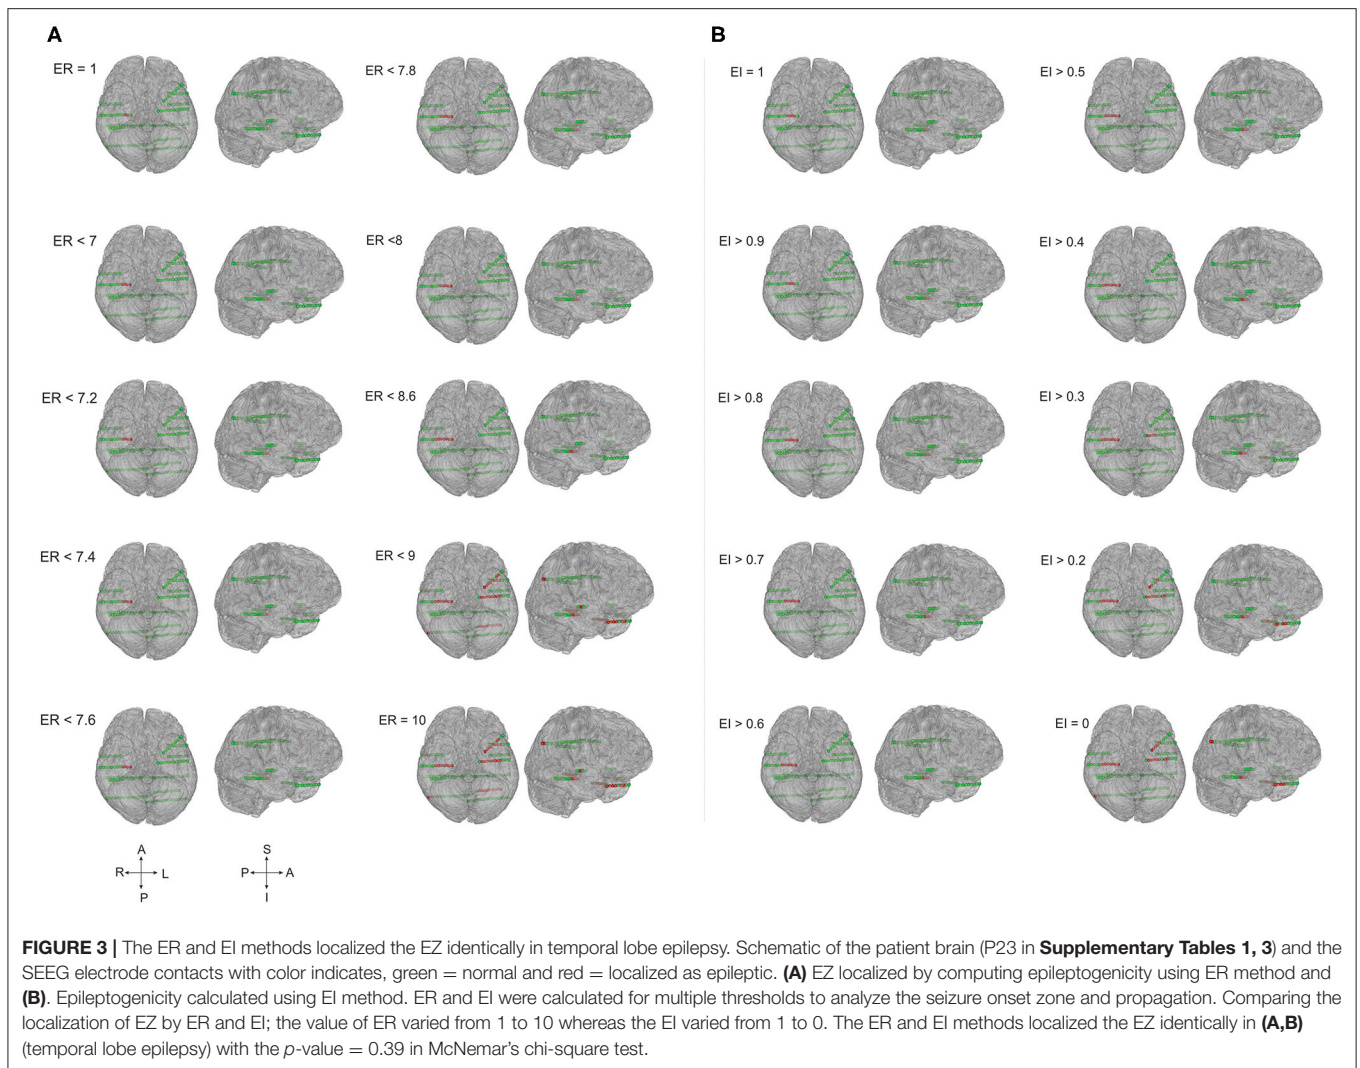 A
B
ER = 1
ER < 7.8
EI = 1
EI > 0.5
ER < 7
ER <8
EI > 0.9
EI > 0.4
ER < 7.2
ER < 8.6
EI > 0.8
EI > 0.3
ER < 7.4
ER < 9
EI > 0.7
EI > 0.2
ER < 7.6
ER = 10
EI > 0.6
EI = 0
A
R
L
P
S
P
A
I
FIGURE 3 | The ER and EI methods localized the EZ identically in temporal lobe epilepsy. Schematic of the patient brain (P23 in Supplementary Tables 1, 3) and the
SEEG electrode contacts with color indicates, green = normal and red = localized as epileptic. (A) EZ localized by computing epileptogenicity using ER method and
(B). Epileptogenicity calculated using EI method. ER and EI were calculated for multiple thresholds to analyze the seizure onset zone and propagation. Comparing the
localization of EZ by ER and EI; the value of ER varied from 1 to 10 whereas the EI varied from 1 to 0. The ER and EI methods localized the EZ identically in (A,B)
(temporal lobe epilepsy) with the p-value = 0.39 in McNemar's chi-square test.